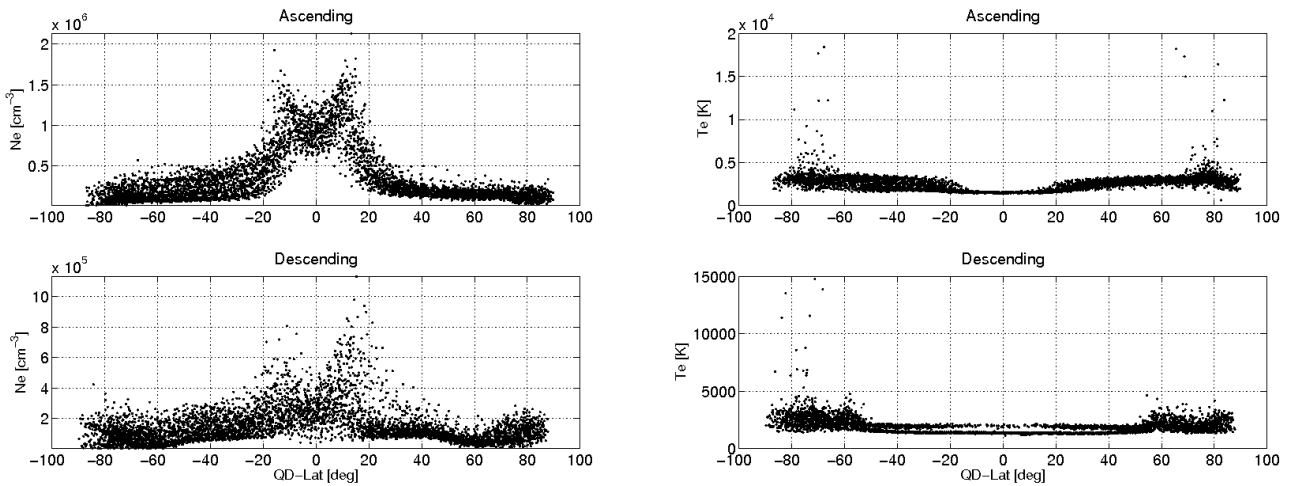 Ascending
x 10^6
2
1.5
1
0.5
Ne [cm^−3]
−100 −80 −60 −40 −20 0 20 40 60 80 100
Ascending
x 10^4
2
1.5
1
0.5
0
Te [K]
−100 −80 −60 −40 −20 0 20 40 60 80 100
Descending
x 10^5
10
8
6
4
2
Ne [cm^−3]
−100 −80 −60 −40 −20 0 20 40 60 80 100
QD−Lat [deg]
Descending
15000
10000
5000
0
Te [K]
−100 −80 −60 −40 −20 0 20 40 60 80 100
QD−Lat [deg]